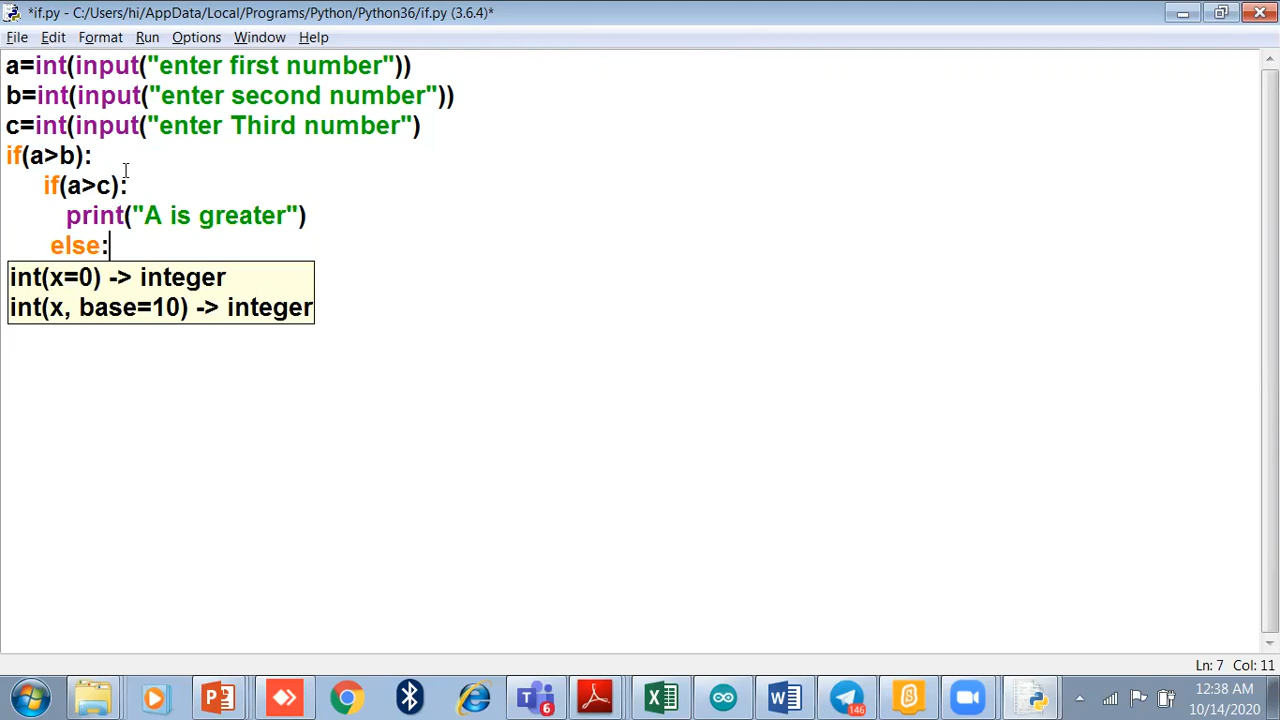 *if.py - C:/Users/hi/AppData/Local/Programs/Python/Python36/if.py (3.6.4)*
File Edit Format Run Options Window Help
a=int(input("enter first number"))
b=int(input("enter second number"))
c=int(input("enter Third number")
if(a>b):
if(a>c):
print("A is greater")
else:
int(x=0) -> integer
int(x, base=10) -> integer
Ln: 7 Col: 11
6
146
12:38 AM
10/14/2020